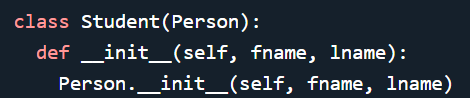 class Student(Person):
  def __init__(self, fname, lname):
    Person.__init__(self, fname, lname)